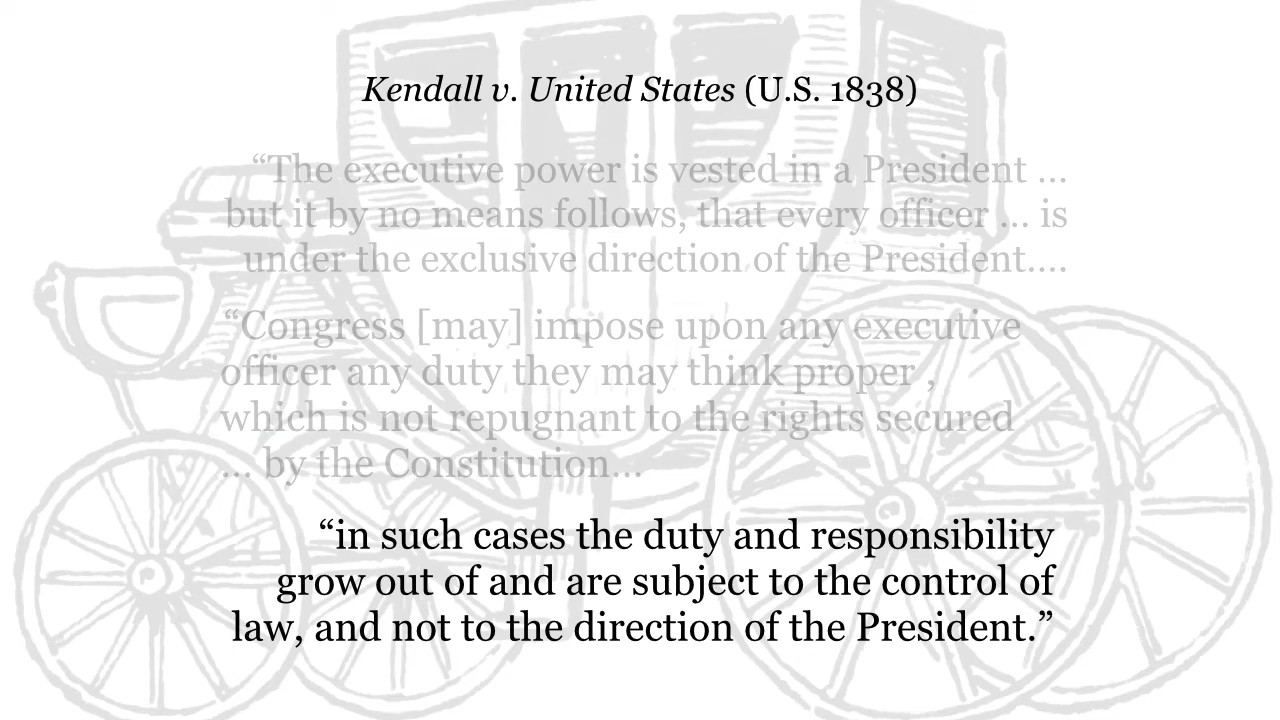 Kendall v. United States (U.S. 1838)
“The executive power is vested in a President ...
but it by no means follows, that every officer ... is
under the exclusive direction of the President....
“Congress [may] impose upon any executive
officer any duty they may think proper ,
which is not repugnant to the rights secured
... by the Constitution...
“in such cases the duty and responsibility
grow out of and are subject to the control of
law, and not to the direction of the President.”